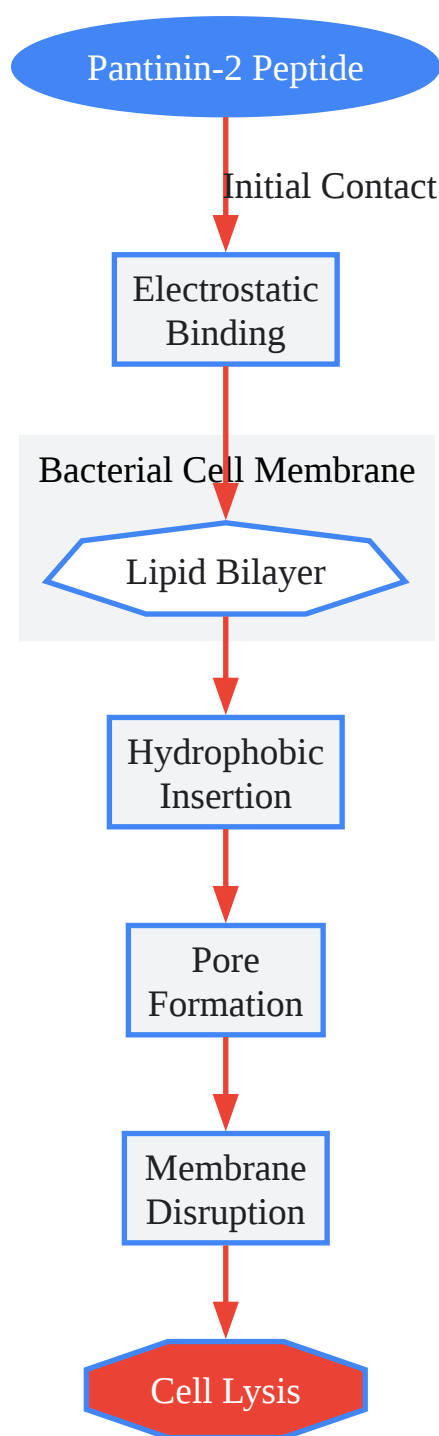 Pantinin-2 Peptide
Initial Contact
Electrostatic
Binding
Bacterial Cell Membrane
Lipid Bilayer
Hydrophobic
Insertion
Pore
Formation
Membrane
Disruption
Cell Lysis